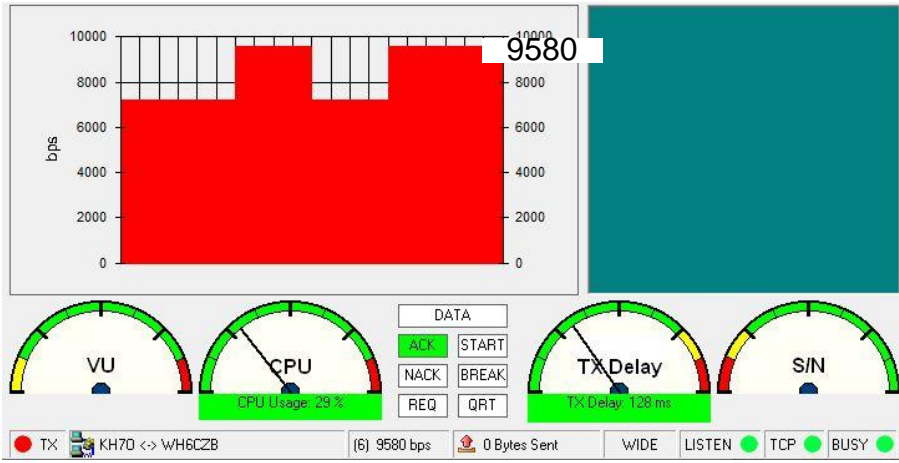 10000
8000
6000
4000
2000
0
bps
9580
8000
6000
4000
2000
0
VU
CPU
CPU Usage: 29 %
DATA
ACK START
NACK BREAK
REQ QRT
TX Delay
TX Delay: 128 ms
S/N
TX KH7O <-> WH6CZB (6) 9580 bps 0 Bytes Sent WIDE LISTEN TCP BUSY